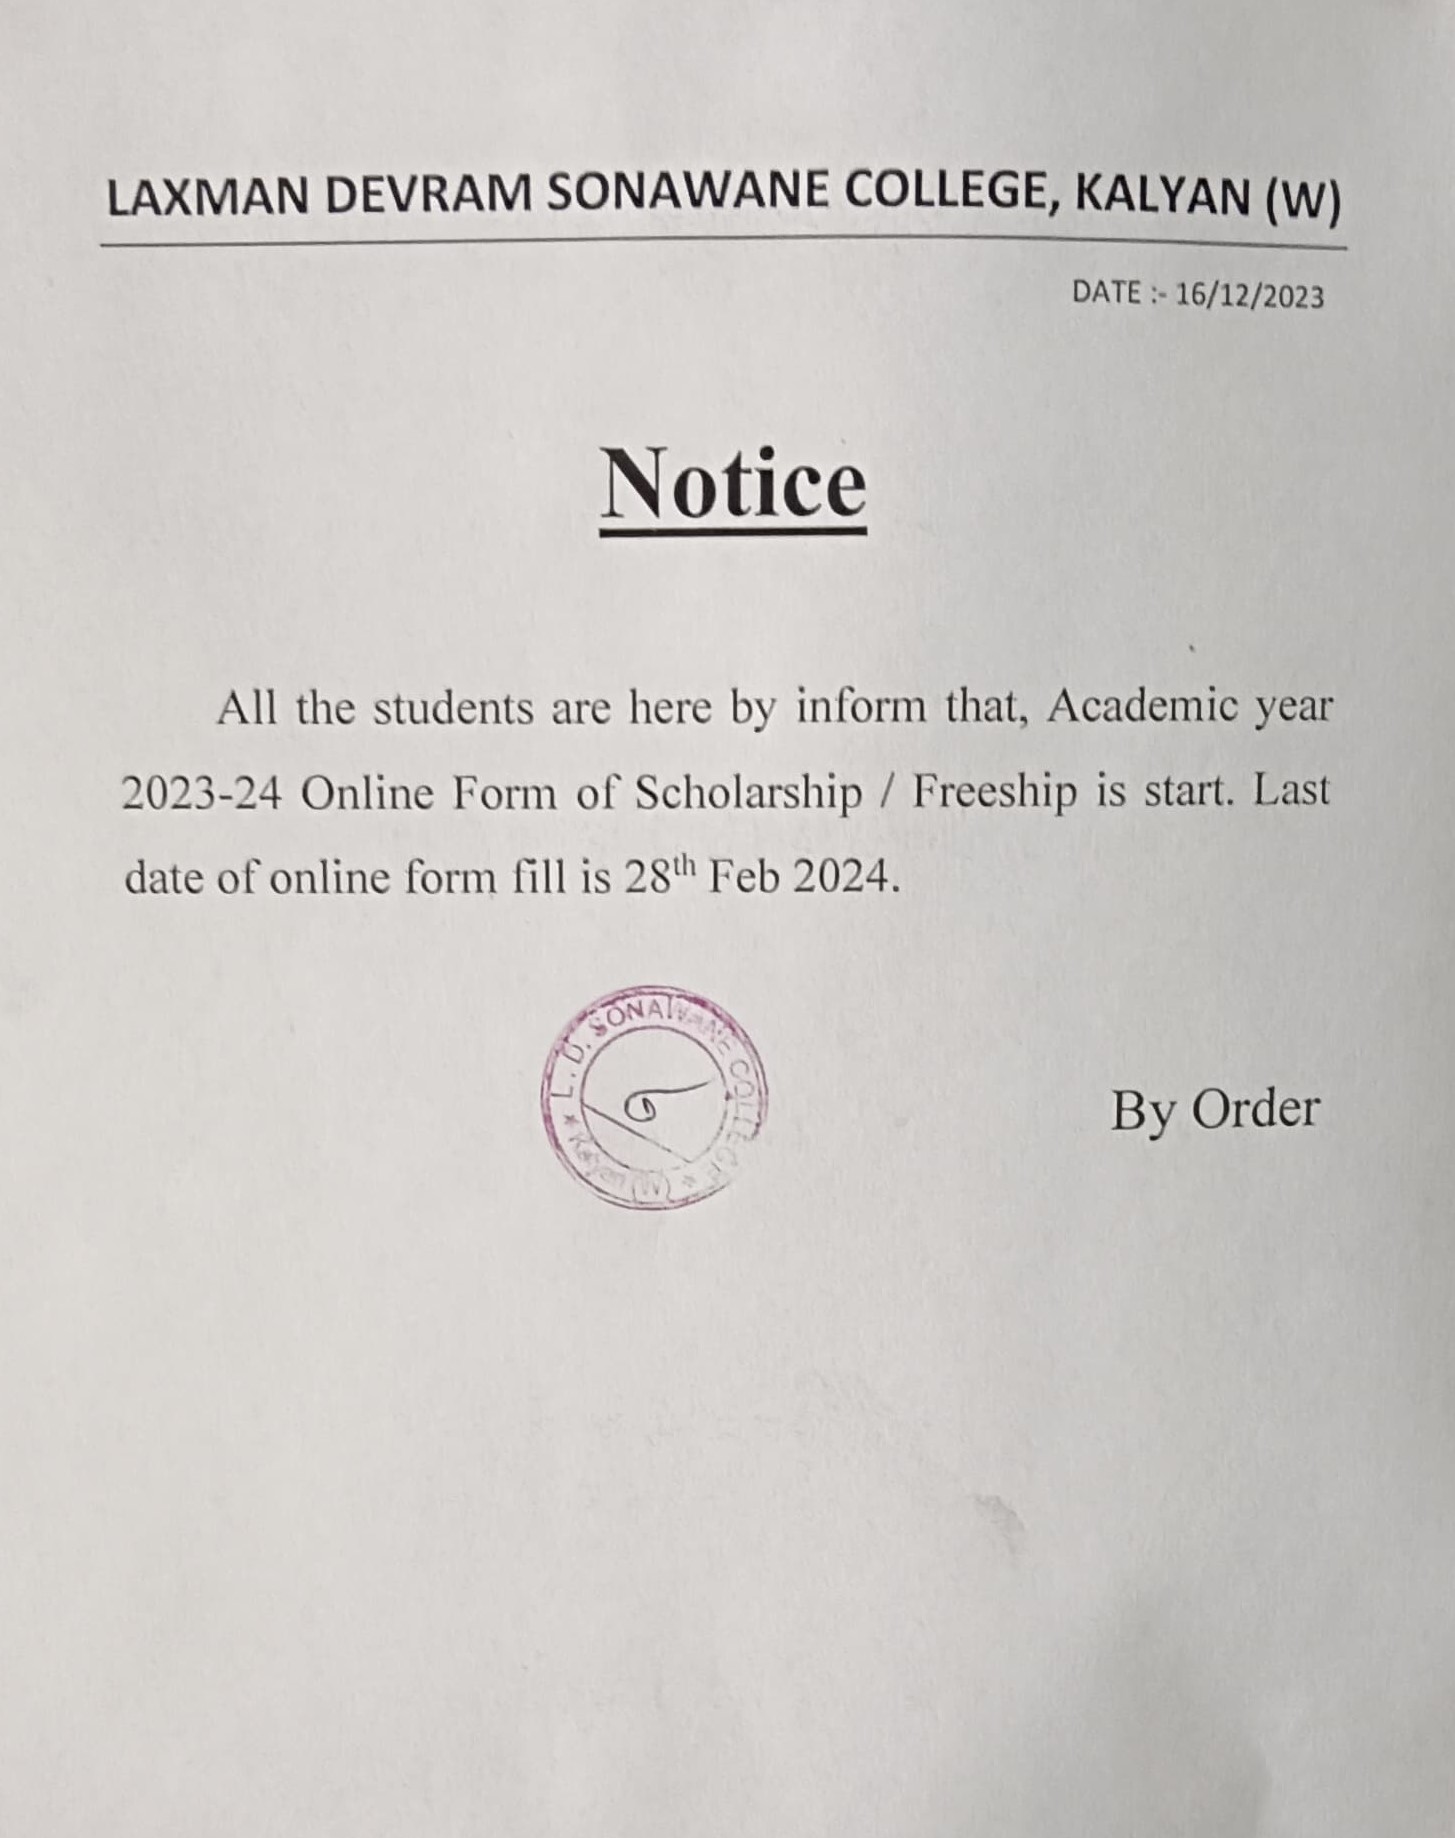 LAXMAN DEVRAM SONAWANE COLLEGE, KALYAN (W)
DATE :- 16/12/2023
Notice
All the students are here by inform that, Academic year
2023-24 Online Form of Scholarship / Freeship is start. Last
date of online form fill is 28th Feb 2024.
L. D. SONAWANE COLLEGE
* Kalyan (W) *
By Order